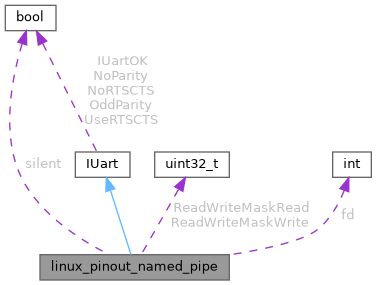 bool
IUartOK
NoParity
NoRTSCTS
OddParity
UseRTSCTS
silent
IUart
uint32_t
int
ReadWriteMaskRead
ReadWriteMaskWrite
fd
linux_pinout_named_pipe